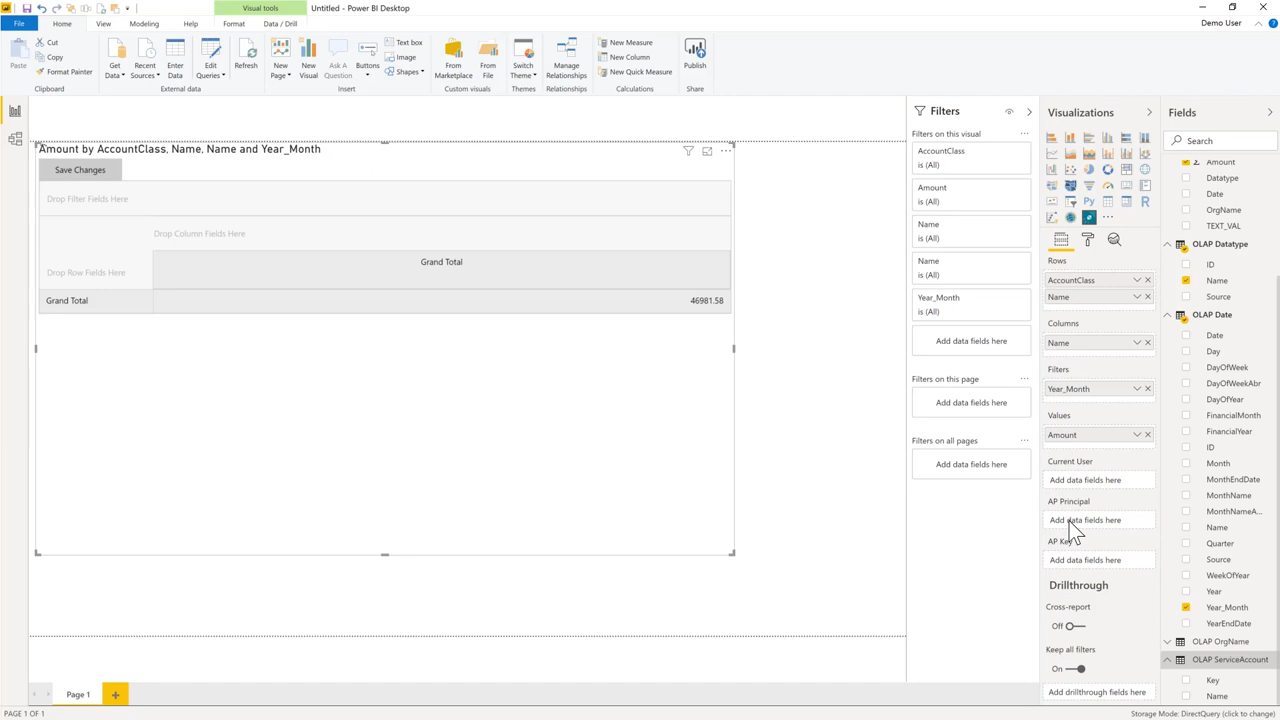 Visual tools
Untitled - Power BI Desktop
File
Home
View
Modeling
Help
Format
Data / Drill
Demo User
Paste
Cut
Copy
Format Painter
Clipboard
Get Data
Recent Sources
Enter Data
Edit Queries
Refresh
External data
New Page
New Visual
Ask A Question
Buttons
Text box
Image
Shapes
Insert
From Marketplace
From File
Custom visuals
Switch Theme
Themes
Manage Relationships
Relationships
New Measure
New Column
New Quick Measure
Calculations
Publish
Share
Amount by AccountClass, Name, Name and Year_Month
Save Changes
Drop Filter Fields Here
Drop Column Fields Here
Drop Row Fields Here
Grand Total
Grand Total
46981.58
Filters
Filters on this visual
AccountClass
is (All)
Amount
is (All)
Name
is (All)
Name
is (All)
Year_Month
is (All)
Add data fields here
Filters on this page
Add data fields here
Filters on all pages
Add data fields here
Visualizations
Py
R
Rows
AccountClass
Name
Columns
Name
Filters
Year_Month
Values
Amount
Current User
Add data fields here
AP Principal
Add data fields here
AP Key
Add data fields here
Drillthrough
Cross-report
Off
Keep all filters
On
Add drillthrough fields here
Fields
Search
Amount
Datatype
Date
OrgName
TEXT_VAL
OLAP Datatype
ID
Name
Source
OLAP Date
Date
Day
DayOfWeek
DayOfWeekAbr
DayOfYear
FinancialMonth
FinancialYear
ID
Month
MonthEndDate
MonthName
MonthNameA...
Name
Quarter
Source
WeekOfYear
Year
Year_Month
YearEndDate
OLAP OrgName
OLAP ServiceAccount
Key
Name
Page 1
PAGE 1 OF 1
Storage Mode: DirectQuery (click to change)